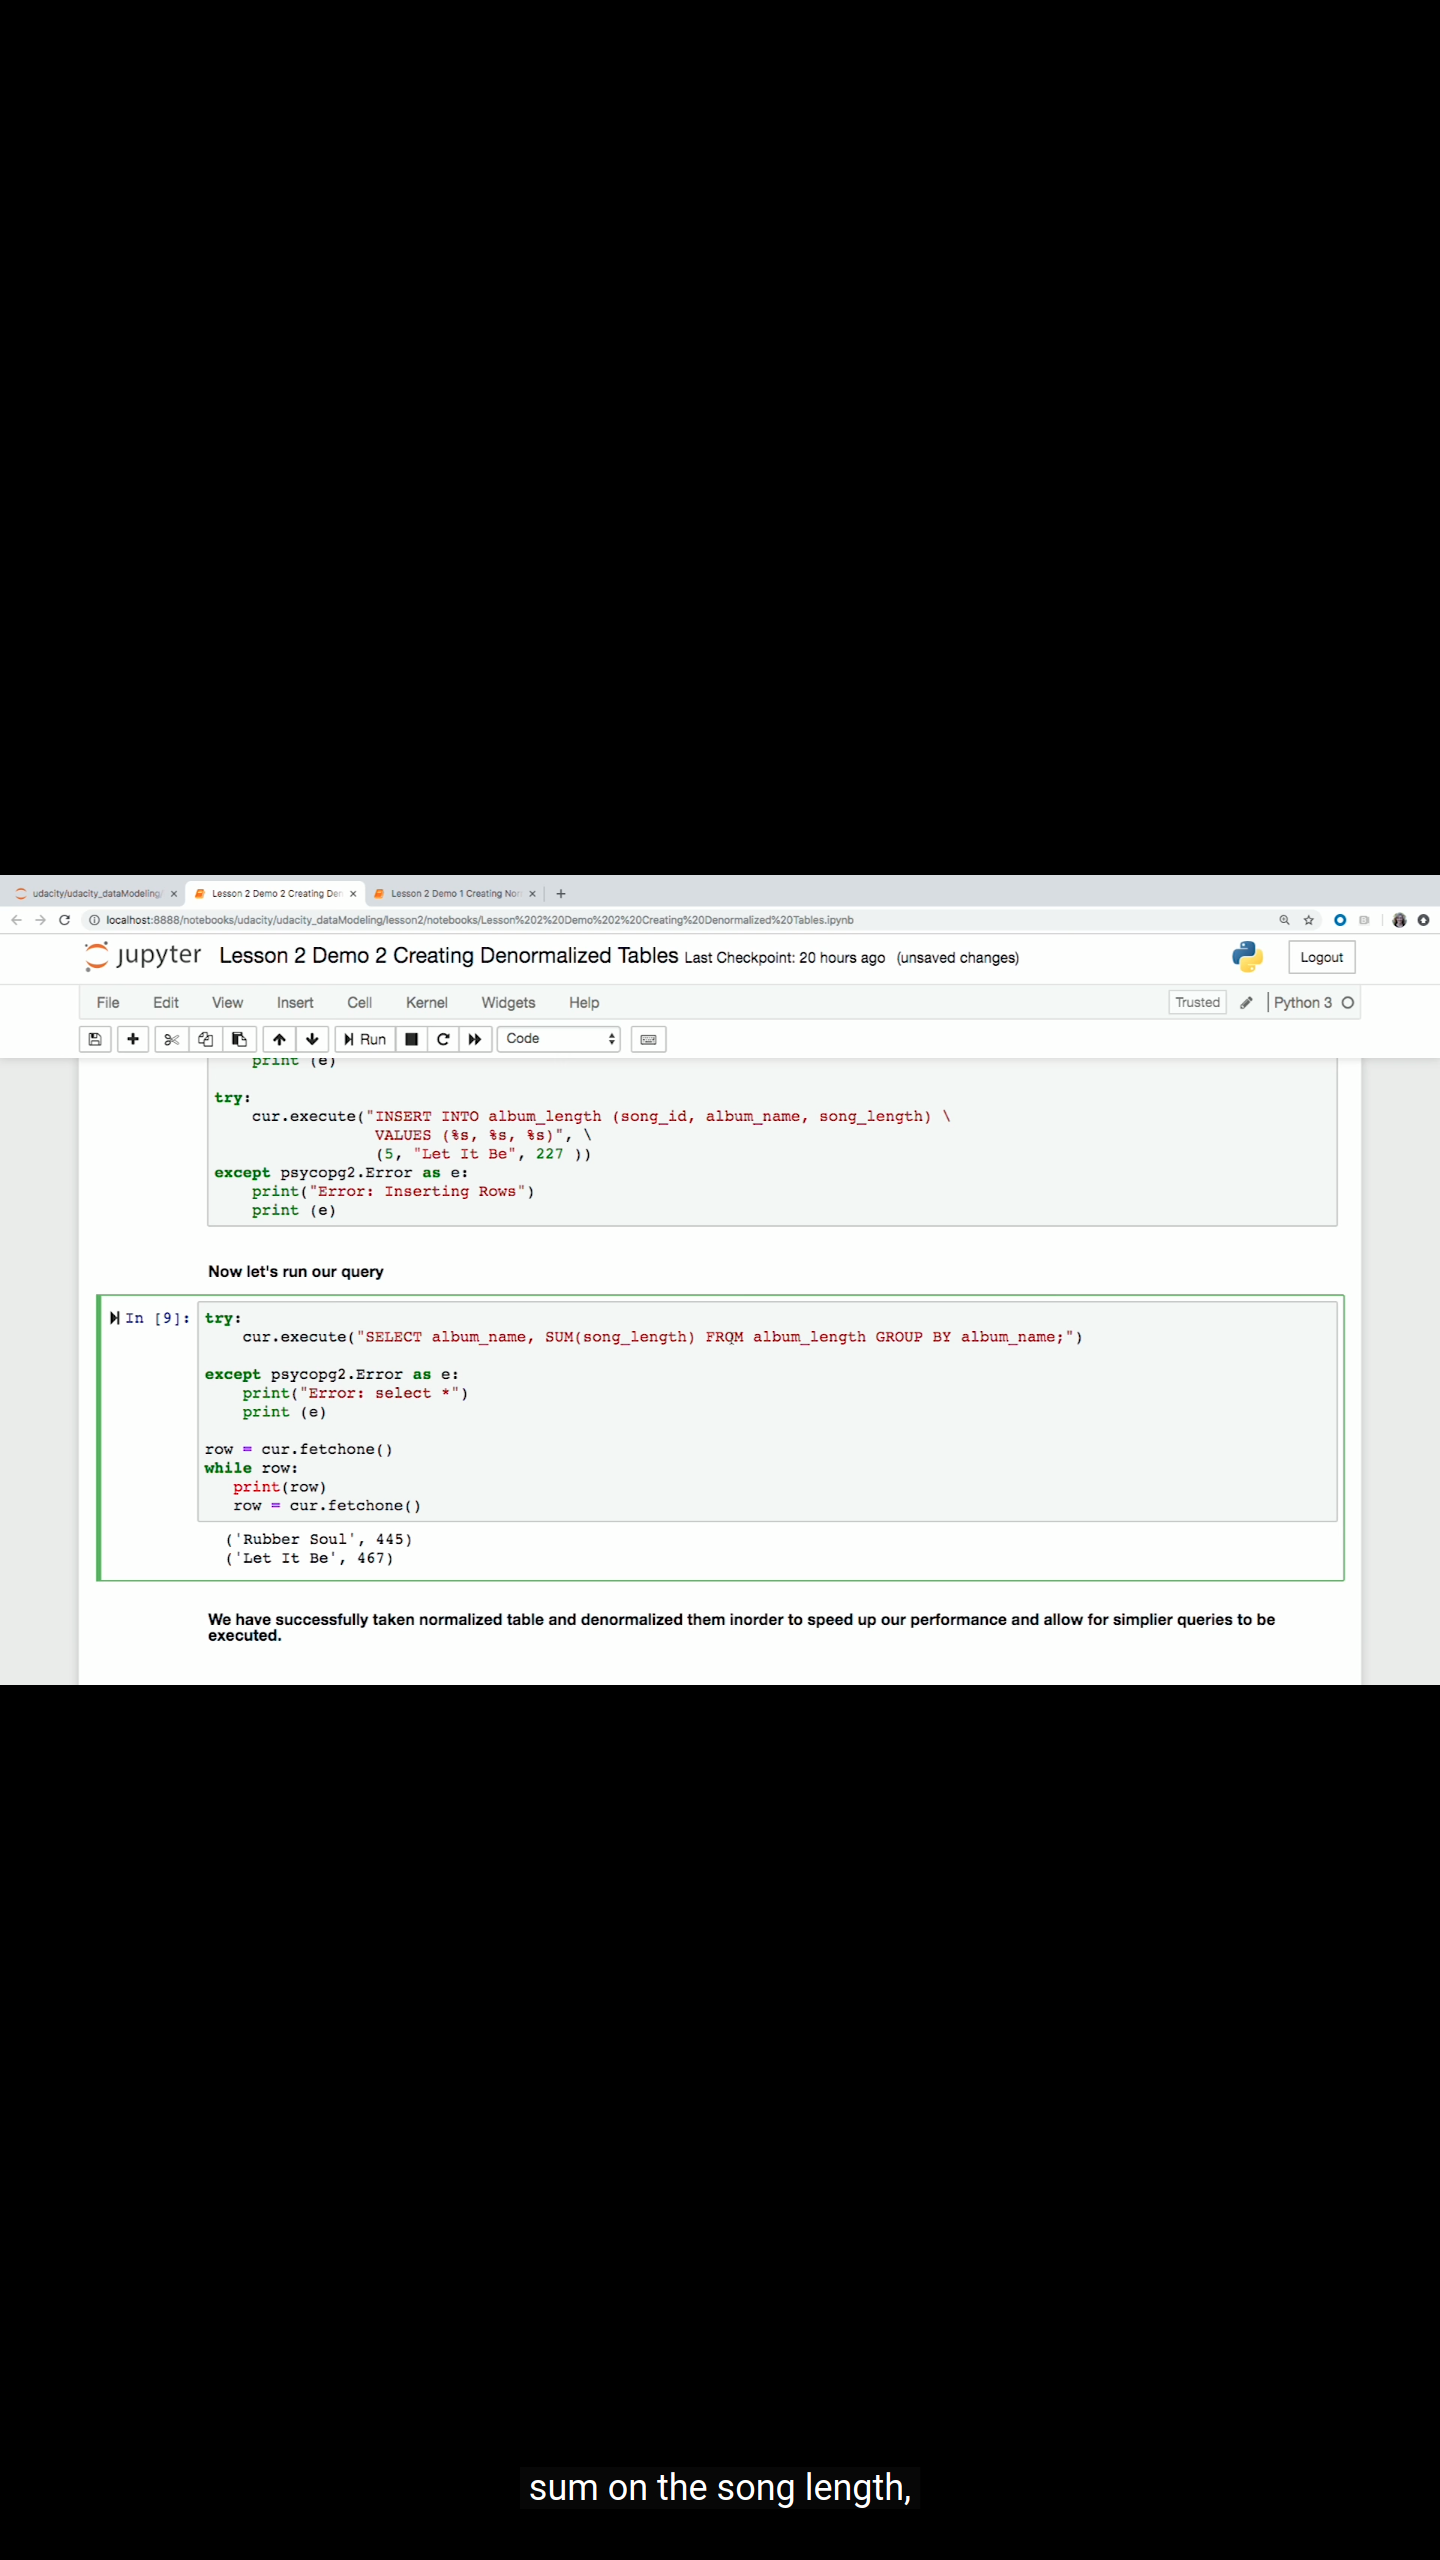 udacity/udacity_dataModeling/
Lesson 2 Demo 2 Creating Den
Lesson 2 Demo 1 Creating Nor
localhost:8888/notebooks/udacity/udacity_dataModeling/lesson2/notebooks/Lesson%202%20Demo%202%20Creating%20Denormalized%20Tables.ipynb
jupyter Lesson 2 Demo 2 Creating Denormalized Tables Last Checkpoint: 20 hours ago (unsaved changes)
Logout
File Edit View Insert Cell Kernel Widgets Help
Trusted
Python 3
Run
Code
print (e)
try:
cur.execute("INSERT INTO album_length (song_id, album_name, song_length) \
VALUES (%s, %s, %s)", \
(5, "Let It Be", 227 ))
except psycopg2.Error as e:
print("Error: Inserting Rows")
print (e)
Now let's run our query
In [9]:
try:
cur.execute("SELECT album_name, SUM(song_length) FROM album_length GROUP BY album_name;")
except psycopg2.Error as e:
print("Error: select *")
print (e)
row = cur.fetchone()
while row:
print(row)
row = cur.fetchone()
('Rubber Soul', 445)
('Let It Be', 467)
We have successfully taken normalized table and denormalized them inorder to speed up our performance and allow for simplier queries to be
executed.
sum on the song length,